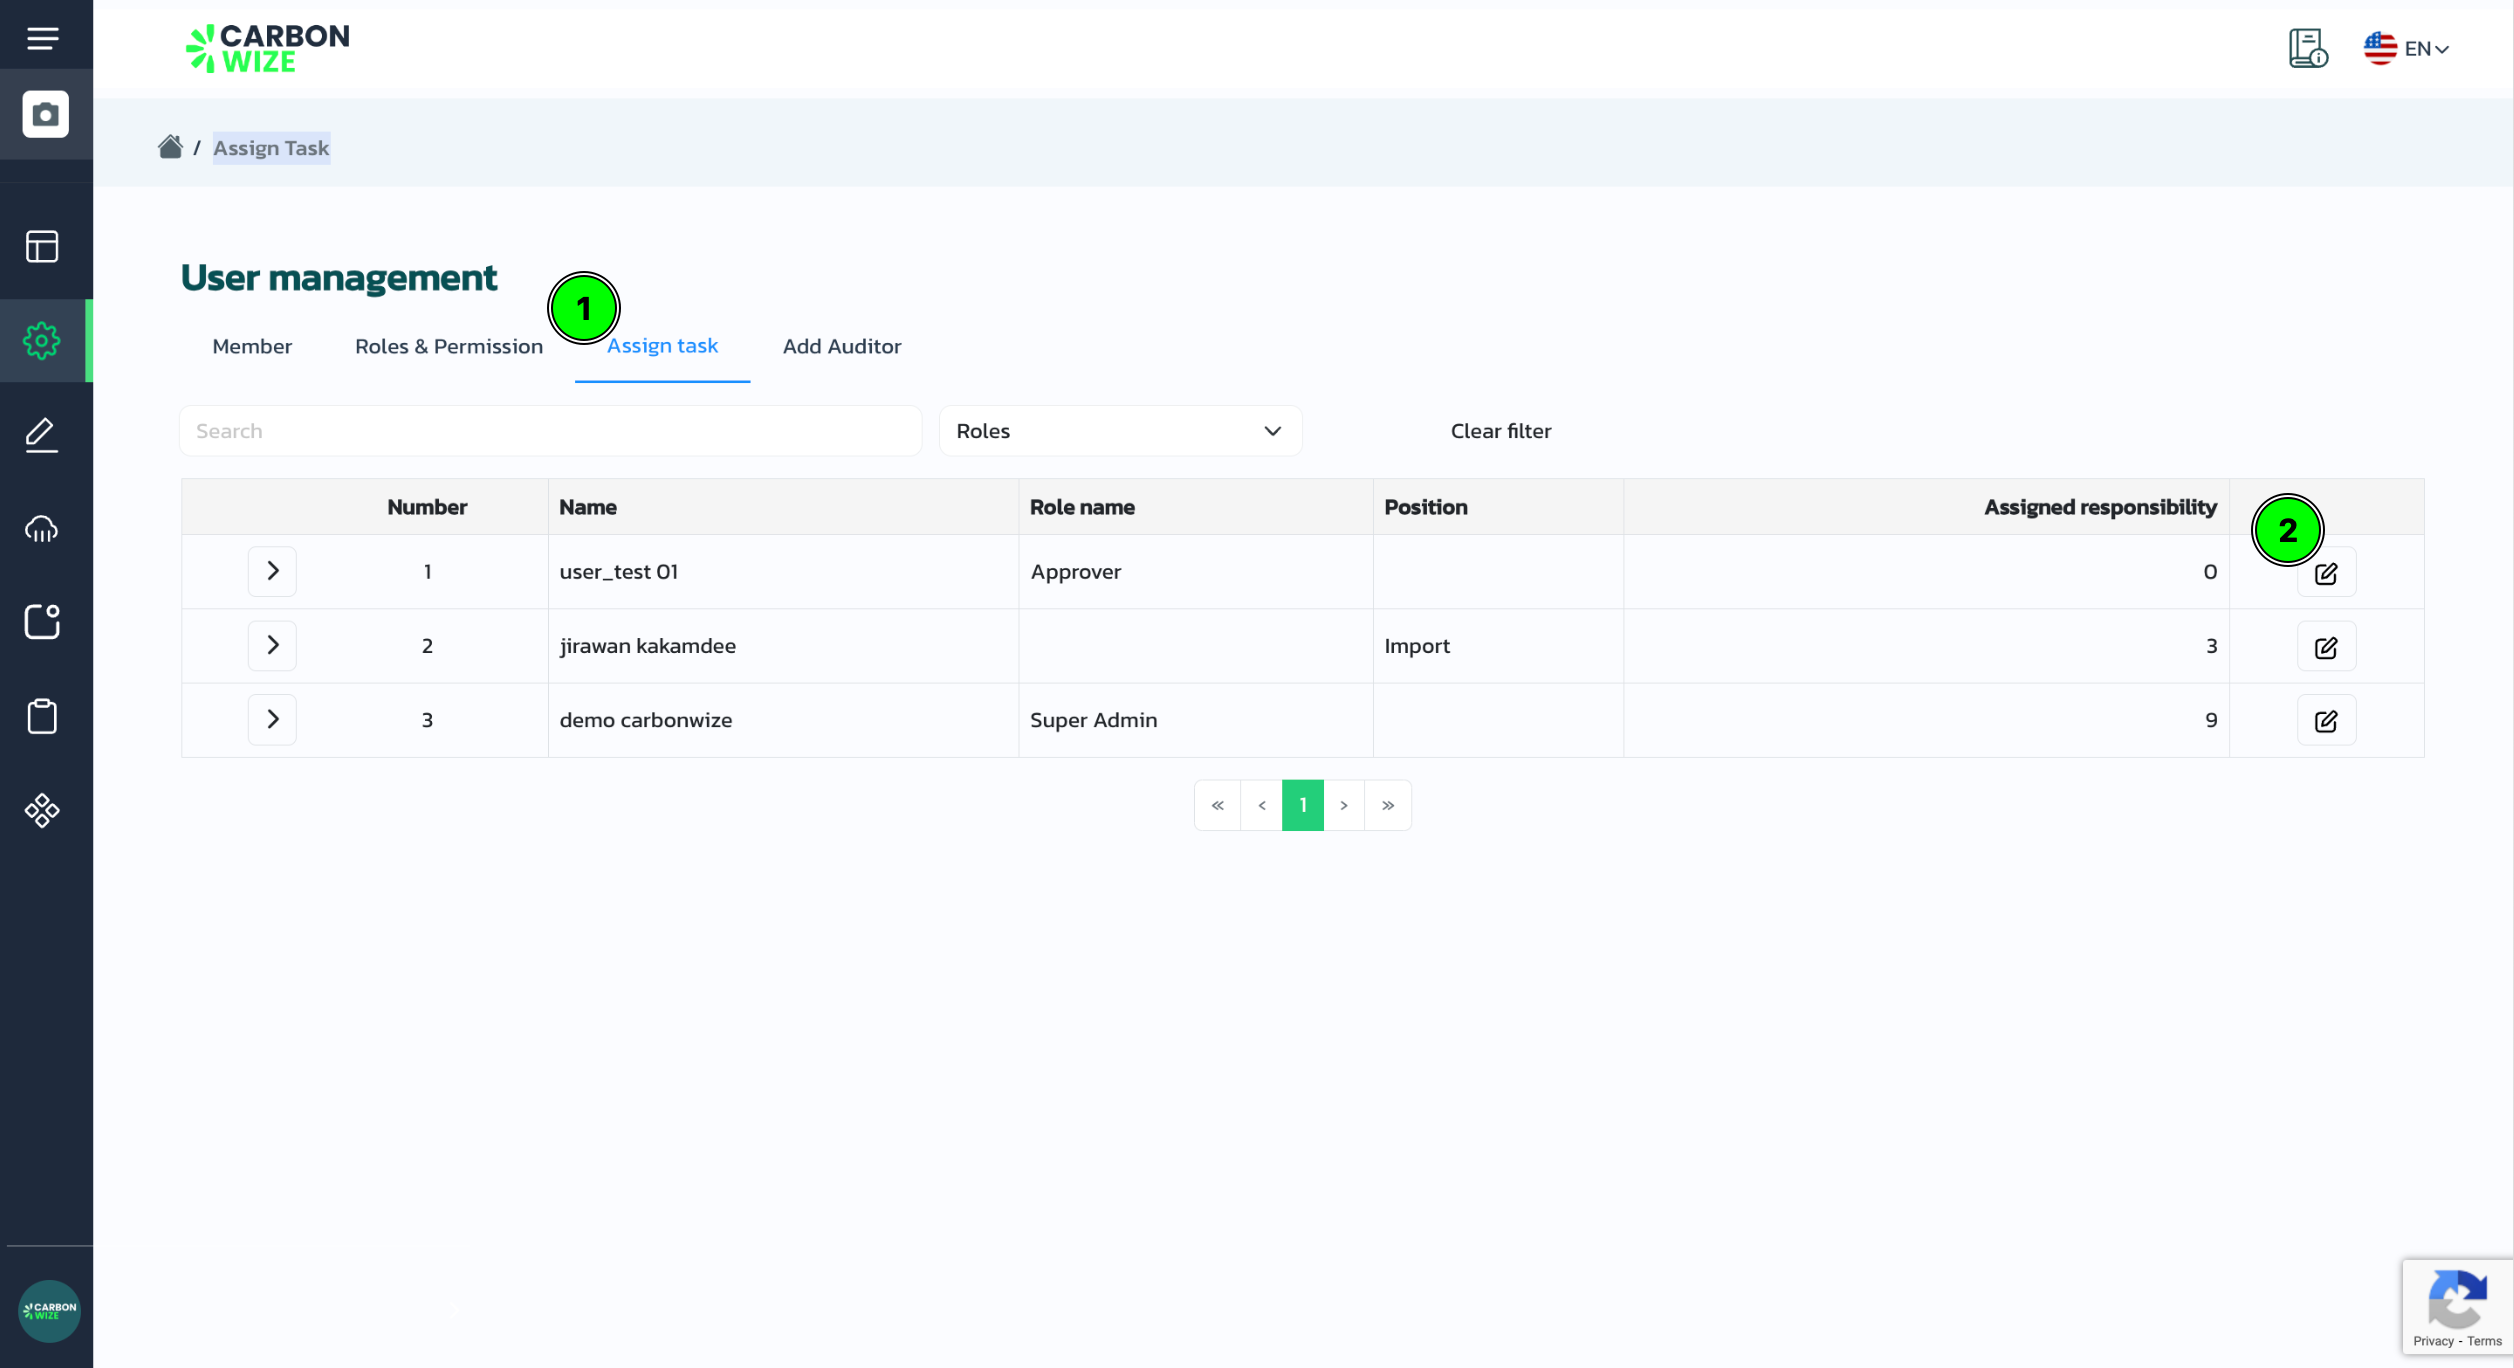 CARBON
WIZE
EN
/ Assign Task
User management
1
Member Roles & Permission Assign task Add Auditor
Search Roles Clear filter
Number Name Role name Position Assigned responsibility
2
1 user_test 01 Approver 0
2 jirawan kakamdee Import 3
3 demo carbonwize Super Admin 9
« < 1 > »
CARBON
WIZE
Privacy - Terms